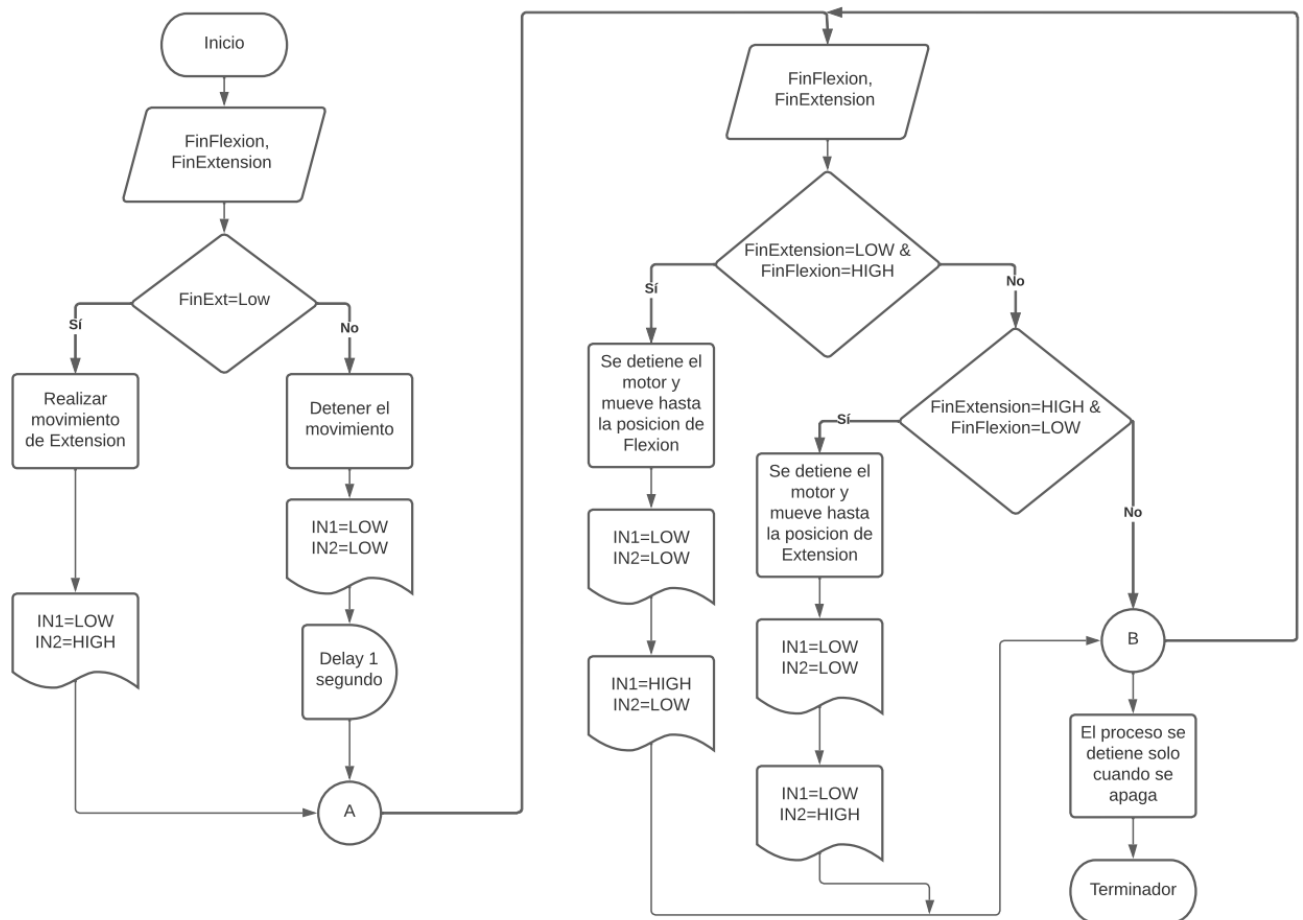 Inicio
FinFlexion,
FinExtension
FinExt=Low
Sí
No
Realizar
movimiento
de Extension
Detener el
movimiento
IN1=LOW
IN2=LOW
IN1=LOW
IN2=HIGH
Delay 1
segundo
A
FinFlexion,
FinExtension
FinExtension=LOW &
FinFlexion=HIGH
Sí
No
Se detiene el
motor y
mueve hasta
la posicion de
Flexion
FinExtension=HIGH &
FinFlexion=LOW
Sí
No
Se detiene el
motor y
mueve hasta
la posicion de
Extension
IN1=LOW
IN2=LOW
IN1=HIGH
IN2=LOW
IN1=LOW
IN2=LOW
IN1=LOW
IN2=HIGH
B
El proceso se
detiene solo
cuando se
apaga
Terminador